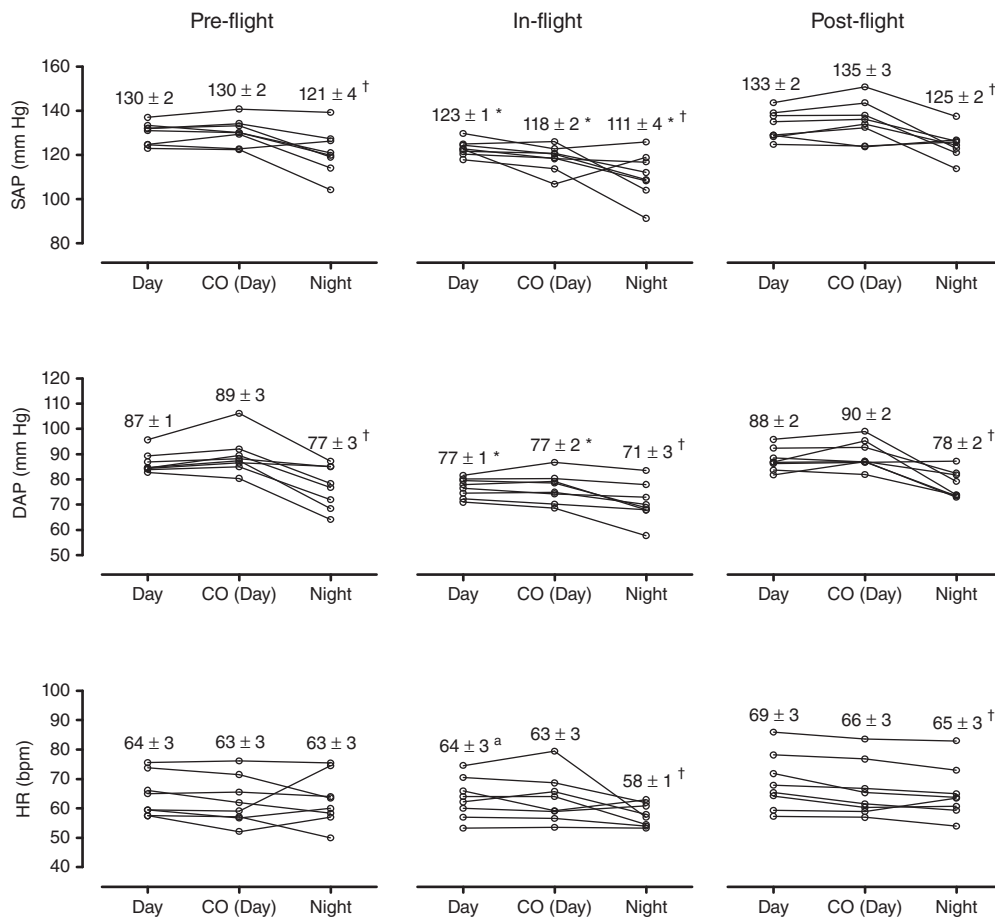 Pre-flight In-flight Post-flight
SAP (mm Hg)
160
140
120
100
80
130 ± 2 130 ± 2 121 ± 4 †
123 ± 1 * 118 ± 2 * 111 ± 4 * †
133 ± 2 135 ± 3 125 ± 2 †
Day CO (Day) Night Day CO (Day) Night Day CO (Day) Night
DAP (mm Hg)
120
110
100
90
80
70
60
50
87 ± 1 89 ± 3 77 ± 3 †
77 ± 1 * 77 ± 2 * 71 ± 3 †
88 ± 2 90 ± 2 78 ± 2 †
Day CO (Day) Night Day CO (Day) Night Day CO (Day) Night
HR (bpm)
100
90
80
70
60
50
40
64 ± 3 63 ± 3 63 ± 3
64 ± 3 a 63 ± 3 58 ± 1 †
69 ± 3 66 ± 3 65 ± 3 †
Day CO (Day) Night Day CO (Day) Night Day CO (Day) Night